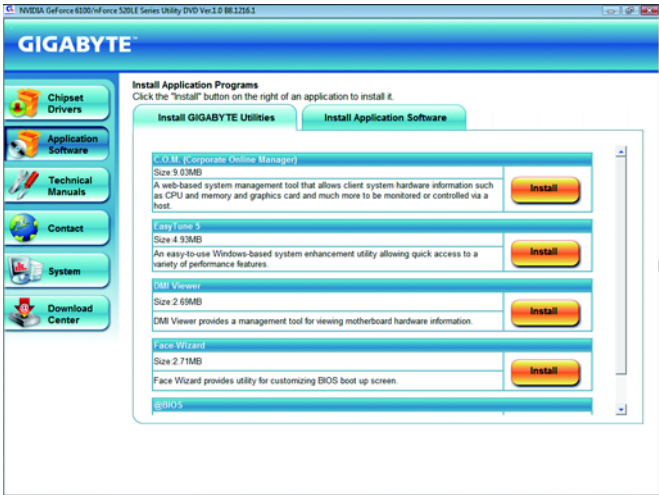 NVIDIA GeForce 6100/nForce 520LE Series Utility DVD Ver.1.0 B8.1216.1
GIGABYTE™
Chipset
Drivers
Application
Software
Technical
Manuals
Contact
System
Download
Center
Install Application Programs
Click the "Install" button on the right of an application to install it.
Install GIGABYTE Utilities
Install Application Software
C.O.M. (Corporate Online Manager)
Size:9.03MB
A web-based system management tool that allows client system hardware information such
as CPU and memory and graphics card and much more to be monitored or controlled via a
host.
Install
EasyTune 5
Size:4.93MB
An easy-to-use Windows-based system enhancement utility allowing quick access to a
variety of performance features.
Install
DMI Viewer
Size:2.69MB
DMI Viewer provides a management tool for viewing motherboard hardware information.
Install
Face-Wizard
Size:2.71MB
Face Wizard provides utility for customizing BIOS boot up screen.
Install
@BIOS